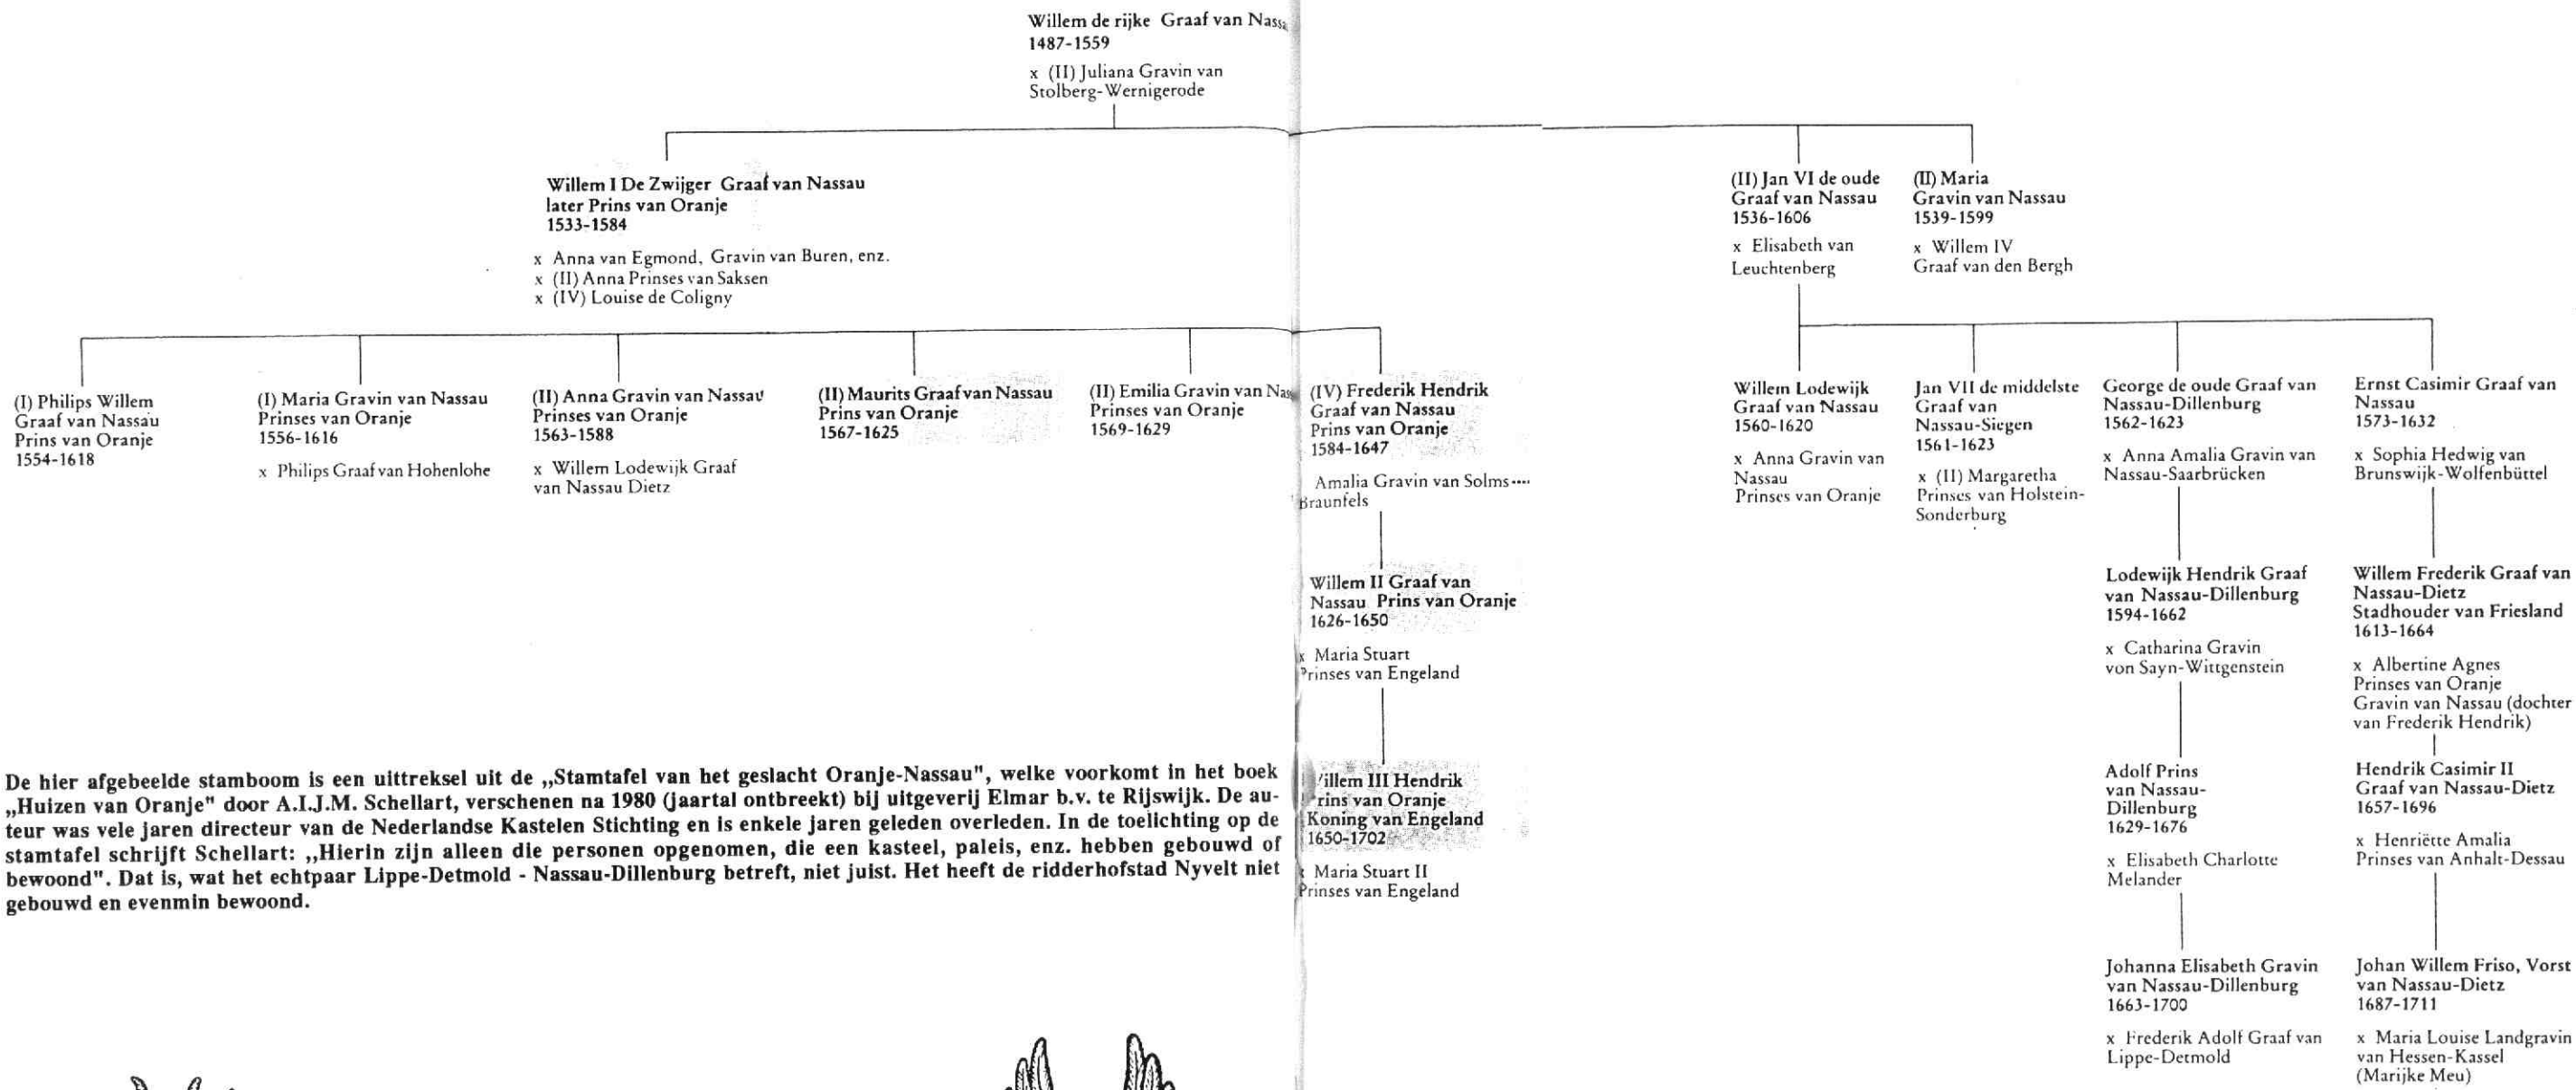 Willem de rijke Graaf van Nassa
1487-1559
x (II) Juliana Gravin van
Stolberg-Wernigerode
Willem I De Zwijger Graaf van Nassau
later Prins van Oranje
1533-1584
x Anna van Egmond, Gravin van Buren, enz.
x (II) Anna Prinses van Saksen
x (IV) Louise de Coligny
(II) Jan VI de oude
Graaf van Nassau
1536-1606
x Elisabeth van
Leuchtenberg
(II) Maria
Gravin van Nassau
1539-1599
x Willem IV
Graaf van den Bergh
(I) Philips Willem
Graaf van Nassau
Prins van Oranje
1554-1618
(I) Maria Gravin van Nassau
Prinses van Oranje
1556-1616
x Philips Graaf van Hohenlohe
(II) Anna Gravin van Nassau
Prinses van Oranje
1563-1588
x Willem Lodewijk Graaf
van Nassau Dietz
(II) Maurits Graaf van Nassau
Prins van Oranje
1567-1625
(II) Emilia Gravin van Nas
Prinses van Oranje
1569-1629
(IV) Frederik Hendrik
Graaf van Nassau
Prins van Oranje
1584-1647
Amalia Gravin van Solms----
Braunfels
Willem II Graaf van
Nassau Prins van Oranje
1626-1650
x Maria Stuart
Prinses van Engeland
Willem III Hendrik
Prins van Oranje
Koning van Engeland
1650-1702
x Maria Stuart II
Prinses van Engeland
Willem Lodewijk
Graaf van Nassau
1560-1620
x Anna Gravin van
Nassau
Prinses van Oranje
Jan VII de middelste
Graaf van
Nassau-Siegen
1561-1623
x (II) Margaretha
Prinses van Holstein-
Sonderburg
George de oude Graaf van
Nassau-Dillenburg
1562-1623
x Anna Amalia Gravin van
Nassau-Saarbrücken
Lodewijk Hendrik Graaf
van Nassau-Dillenburg
1594-1662
x Catharina Gravin
von Sayn-Wittgenstein
Adolf Prins
van Nassau-
Dillenburg
1629-1676
x Elisabeth Charlotte
Melander
Johanna Elisabeth Gravin
van Nassau-Dillenburg
1663-1700
x Frederik Adolf Graaf van
Lippe-Detmold
Ernst Casimir Graaf van
Nassau
1573-1632
x Sophia Hedwig van
Brunswijk-Wolfenbüttel
Willem Frederik Graaf van
Nassau-Dietz
Stadhouder van Friesland
1613-1664
x Albertine Agnes
Prinses van Oranje
Gravin van Nassau (dochter
van Frederik Hendrik)
Hendrik Casimir II
Graaf van Nassau-Dietz
1657-1696
x Henriëtte Amalia
Prinses van Anhalt-Dessau
Johan Willem Friso, Vorst
van Nassau-Dietz
1687-1711
x Maria Louise Landgravin
van Hessen-Kassel
(Marijke Meu)
De hier afgebeelde stamboom is een uittreksel uit de „Stamtafel van het geslacht Oranje-Nassau", welke voorkomt in het boek
„Huizen van Oranje" door A.I.J.M. Schellart, verschenen na 1980 (jaartal ontbreekt) bij uitgeverij Elmar b.v. te Rijswijk. De au-
teur was vele jaren directeur van de Nederlandse Kastelen Stichting en is enkele jaren geleden overleden. In de toelichting op de
stamtafel schrijft Schellart: „Hierin zijn alleen die personen opgenomen, die een kasteel, paleis, enz. hebben gebouwd of
bewoond". Dat is, wat het echtpaar Lippe-Detmold - Nassau-Dillenburg betreft, niet juist. Het heeft de ridderhofstad Nyvelt niet
gebouwd en evenmin bewoond.